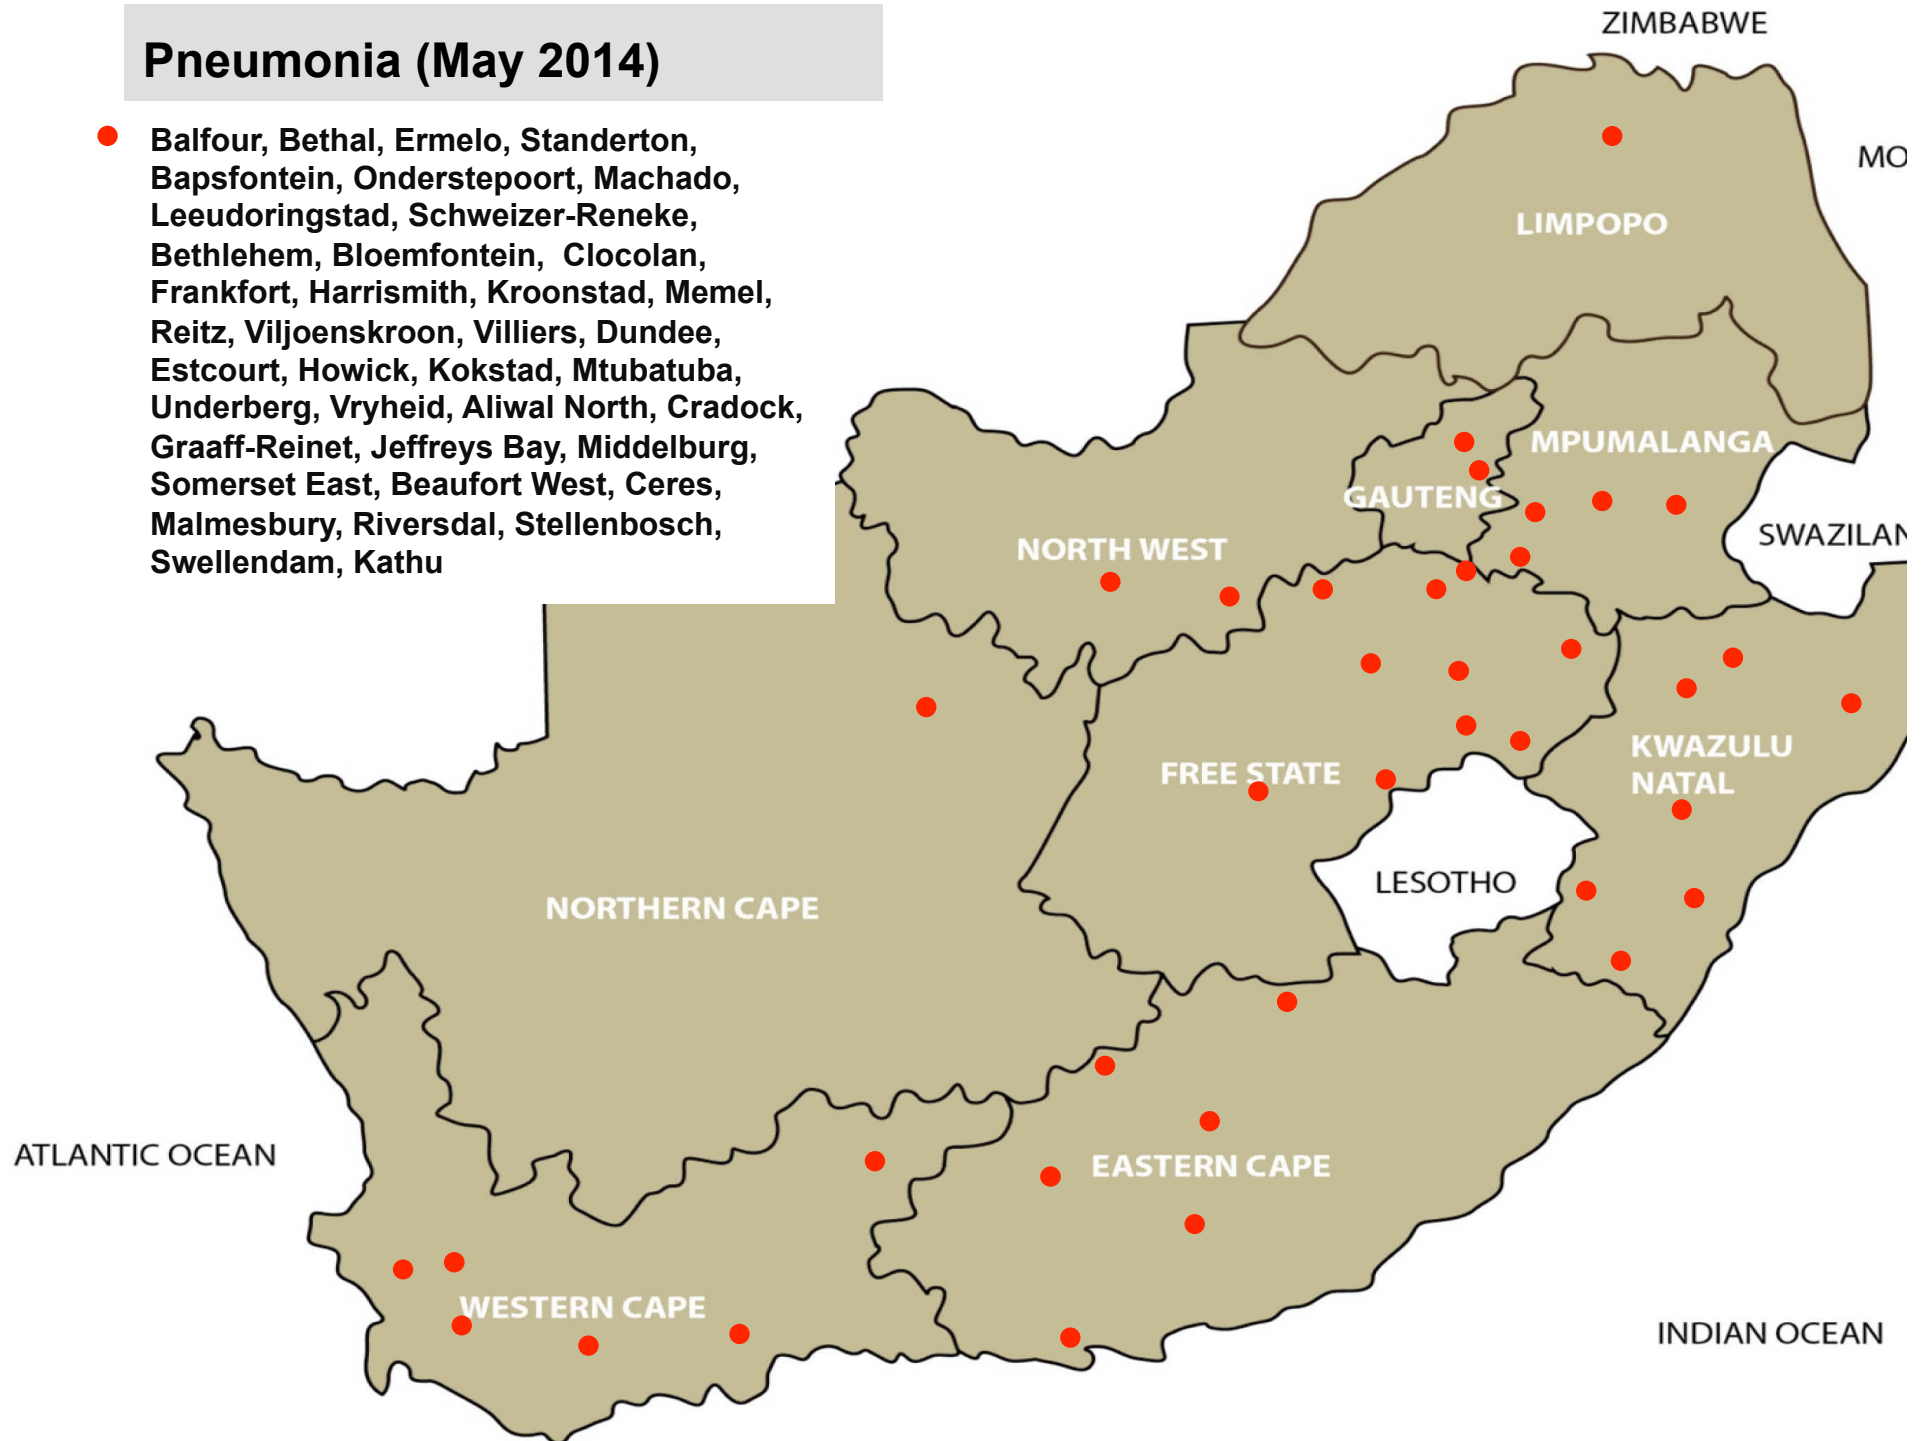 Pneumonia (May 2014)
Balfour, Bethal, Ermelo, Standerton,
Bapsfontein, Onderstepoort, Machado,
Leeudoringstad, Schweizer-Reneke,
Bethlehem, Bloemfontein, Clocolan,
Frankfort, Harrismith, Kroonstad, Memel,
Reitz, Viljoenskroon, Villiers, Dundee,
Estcourt, Howick, Kokstad, Mtubatuba,
Underberg, Vryheid, Aliwal North, Cradock,
Graaff-Reinet, Jeffreys Bay, Middelburg,
Somerset East, Beaufort West, Ceres,
Malmesbury, Riversdal, Stellenbosch,
Swellendam, Kathu
ZIMBABWE
MO
LIMPOPO
MPUMALANGA
GAUTENG
SWAZILAN
NORTH WEST
KWAZULU
NATAL
FREE STATE
LESOTHO
NORTHERN CAPE
ATLANTIC OCEAN
EASTERN CAPE
WESTERN CAPE
INDIAN OCEAN